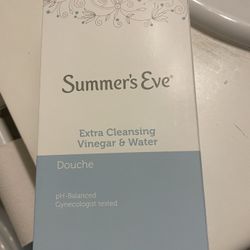 Summer's Eve®
Extra Cleansing
Vinegar & Water
Douche
pH-Balanced
Gynecologist tested